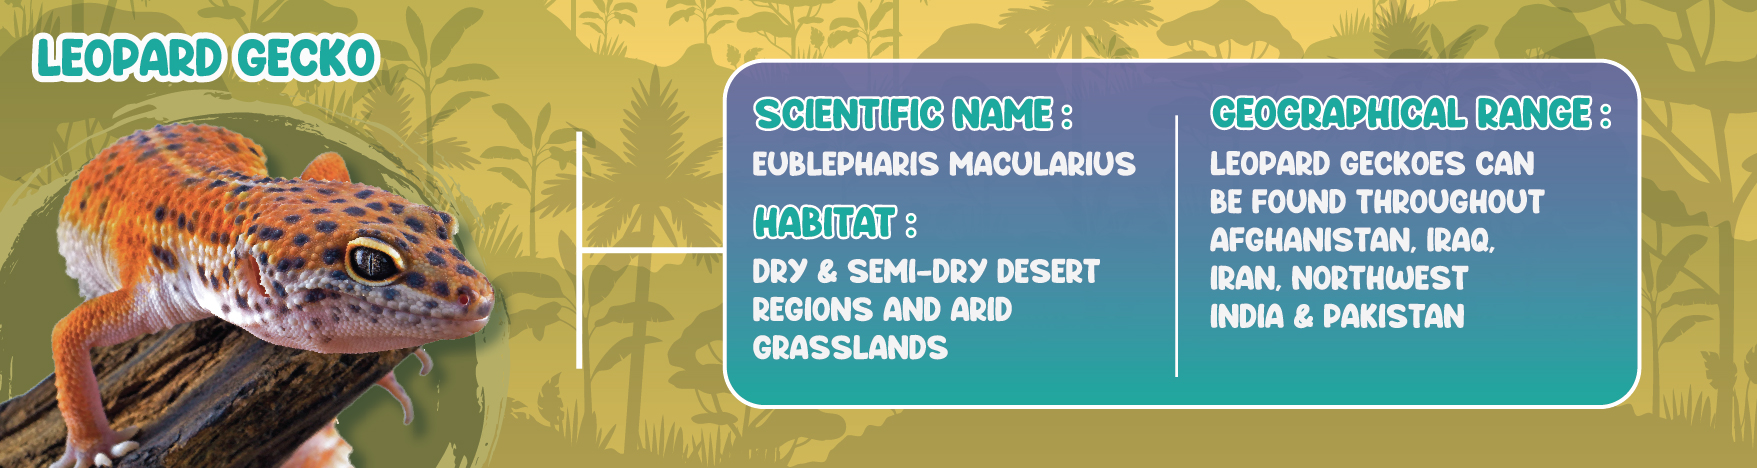 LEOPARD GECKO
SCIENTIFIC NAME :
EUBLEPHARIS MACULARIUS
HABITAT :
DRY & SEMI-DRY DESERT
REGIONS AND ARID
GRASSLANDS
GEOGRAPHICAL RANGE :
LEOPARD GECKOES CAN
BE FOUND THROUGHOUT
AFGHANISTAN, IRAQ,
IRAN, NORTHWEST
INDIA & PAKISTAN